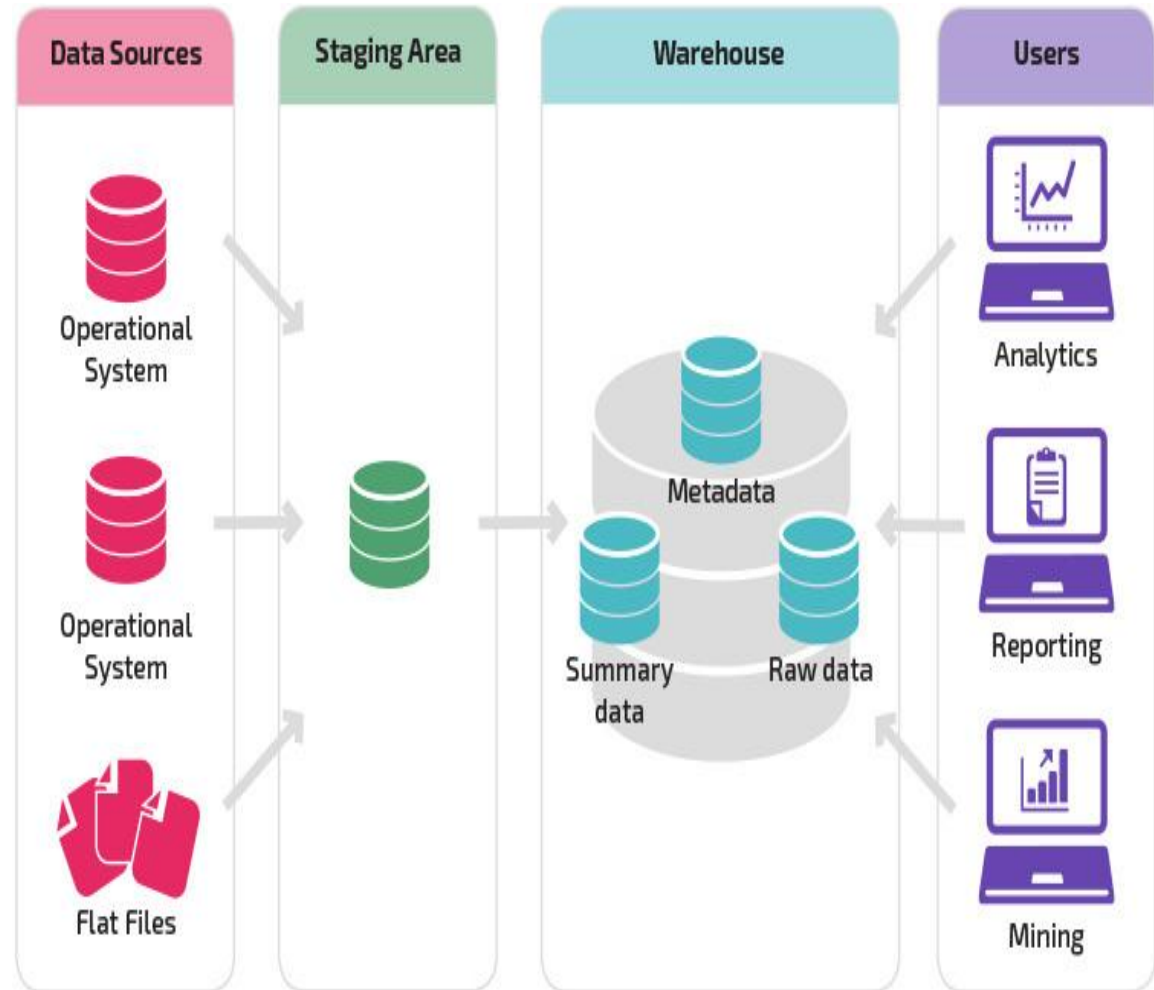 Data Sources
Staging Area
Warehouse
Users
Operational
System
Operational
System
Flat Files
Metadata
Summary
data
Raw data
Analytics
Reporting
Mining